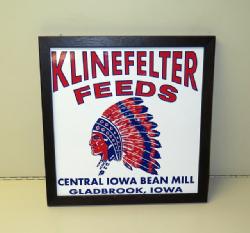 KLINEFELTER
FEEDS
CENTRAL IOWA BEAN MILL
GLADBROOK, IOWA